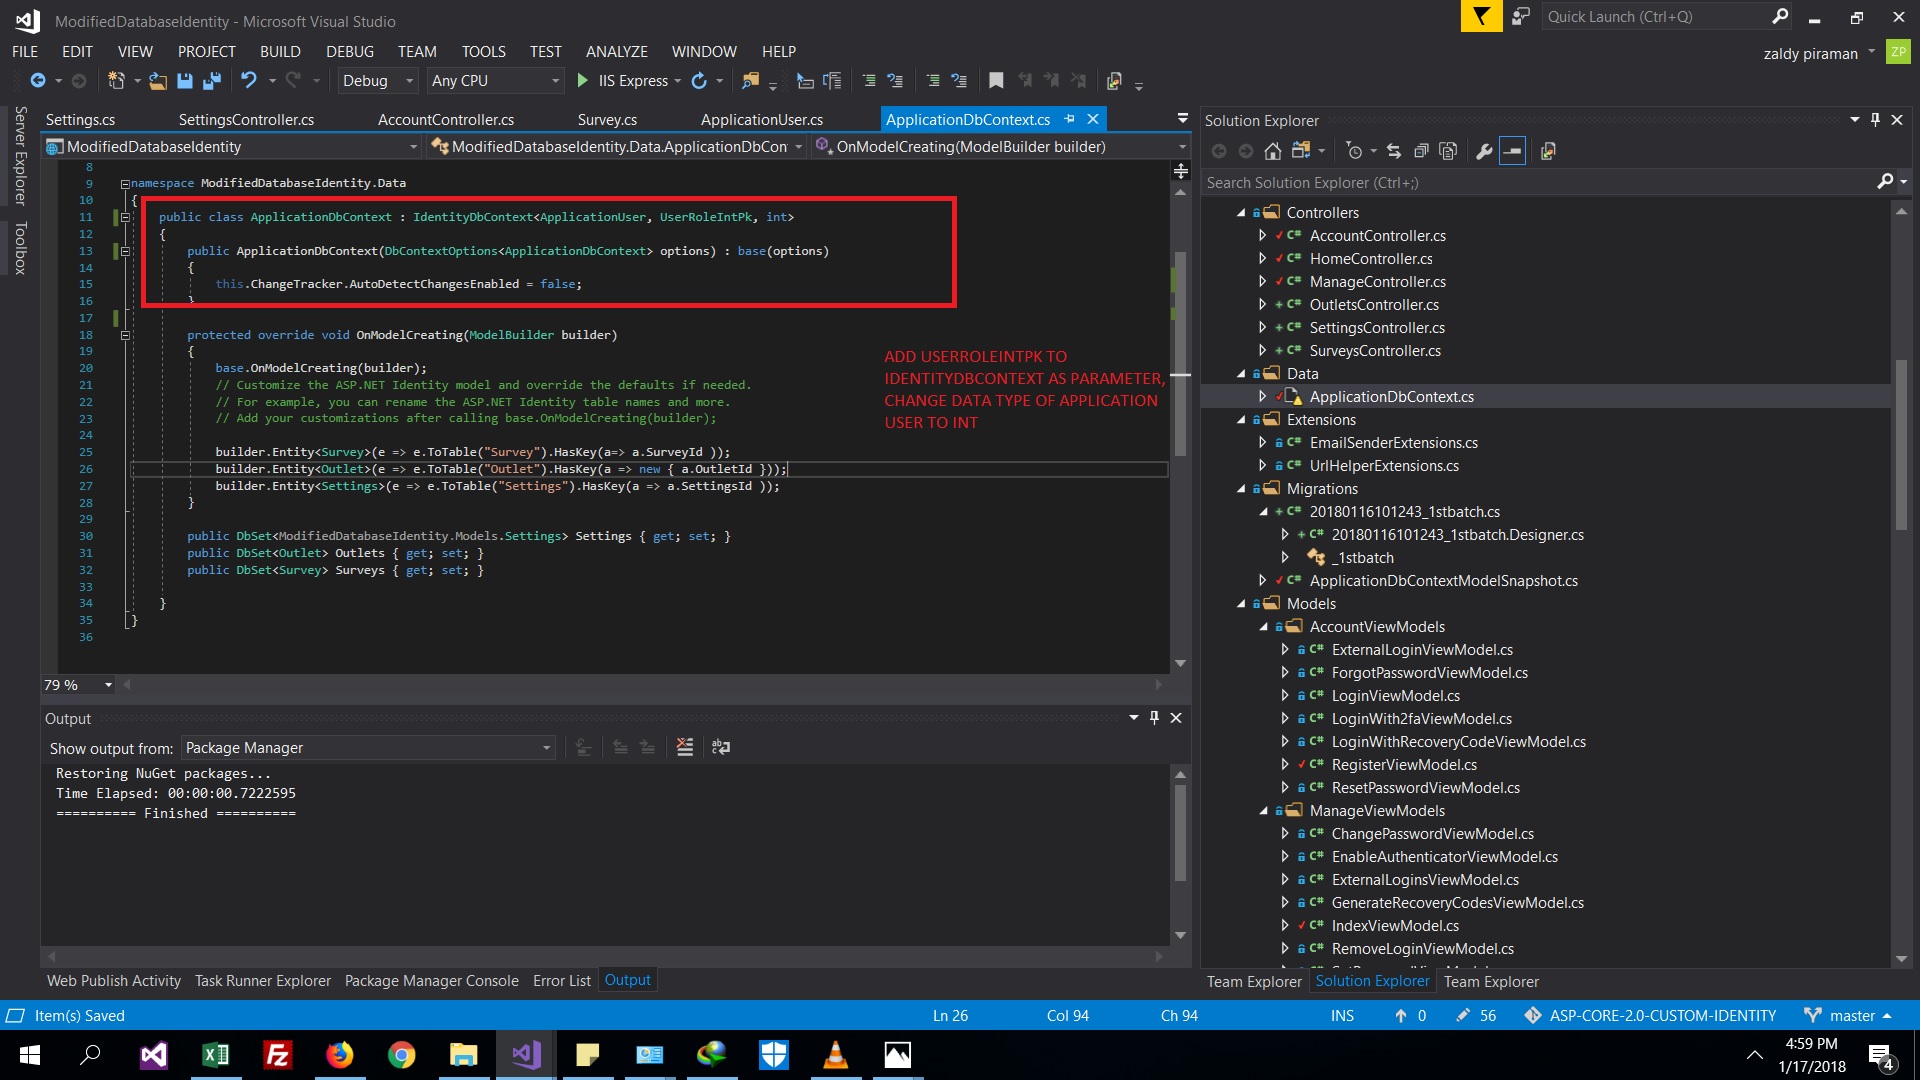 ModifiedDatabaseIdentity - Microsoft Visual Studio
Quick Launch (Ctrl+Q)
FILE EDIT VIEW PROJECT BUILD DEBUG TEAM TOOLS TEST ANALYZE WINDOW HELP
zaldy piraman ZP
Debug Any CPU IIS Express
Server Explorer
Toolbox
Settings.cs SettingsController.cs AccountController.cs Survey.cs ApplicationUser.cs ApplicationDbContext.cs
ModifiedDatabaseIdentity ModifiedDatabaseIdentity.Data.ApplicationDbCon OnModelCreating(ModelBuilder builder)
8
9 namespace ModifiedDatabaseIdentity.Data
10 {
11 public class ApplicationDbContext : IdentityDbContext<ApplicationUser, UserRoleIntPk, int>
12 {
13 public ApplicationDbContext(DbContextOptions<ApplicationDbContext> options) : base(options)
14 {
15 this.ChangeTracker.AutoDetectChangesEnabled = false;
16 }
17
18 protected override void OnModelCreating(ModelBuilder builder)
19 {
20 base.OnModelCreating(builder);
21 // Customize the ASP.NET Identity model and override the defaults if needed.
22 // For example, you can rename the ASP.NET Identity table names and more.
23 // Add your customizations after calling base.OnModelCreating(builder);
24
25 builder.Entity<Survey>(e => e.ToTable("Survey").HasKey(a=> a.SurveyId ));
26 builder.Entity<Outlet>(e => e.ToTable("Outlet").HasKey(a => new { a.OutletId }));
27 builder.Entity<Settings>(e => e.ToTable("Settings").HasKey(a => a.SettingsId ));
28 }
29
30 public DbSet<ModifiedDatabaseIdentity.Models.Settings> Settings { get; set; }
31 public DbSet<Outlet> Outlets { get; set; }
32 public DbSet<Survey> Surveys { get; set; }
33
34 }
35 }
36
ADD USERROLEINTPK TO
IDENTITYDBCONTEXT AS PARAMETER,
CHANGE DATA TYPE OF APPLICATION
USER TO INT
79 %
Output
Show output from: Package Manager
Restoring NuGet packages...
Time Elapsed: 00:00:00.7222595
========== Finished ==========
Web Publish Activity Task Runner Explorer Package Manager Console Error List Output
Solution Explorer
Search Solution Explorer (Ctrl+;)
Controllers
C# AccountController.cs
C# HomeController.cs
C# ManageController.cs
C# OutletsController.cs
C# SettingsController.cs
C# SurveysController.cs
Data
ApplicationDbContext.cs
Extensions
C# EmailSenderExtensions.cs
C# UrlHelperExtensions.cs
Migrations
C# 20180116101243_1stbatch.cs
C# 20180116101243_1stbatch.Designer.cs
_1stbatch
C# ApplicationDbContextModelSnapshot.cs
Models
AccountViewModels
C# ExternalLoginViewModel.cs
C# ForgotPasswordViewModel.cs
C# LoginViewModel.cs
C# LoginWith2faViewModel.cs
C# LoginWithRecoveryCodeViewModel.cs
C# RegisterViewModel.cs
C# ResetPasswordViewModel.cs
ManageViewModels
C# ChangePasswordViewModel.cs
C# EnableAuthenticatorViewModel.cs
C# ExternalLoginsViewModel.cs
C# GenerateRecoveryCodesViewModel.cs
C# IndexViewModel.cs
C# RemoveLoginViewModel.cs
Team Explorer Solution Explorer Team Explorer
Item(s) Saved Ln 26 Col 94 Ch 94 INS 0 56 ASP-CORE-2.0-CUSTOM-IDENTITY master
4:59 PM
1/17/2018
4